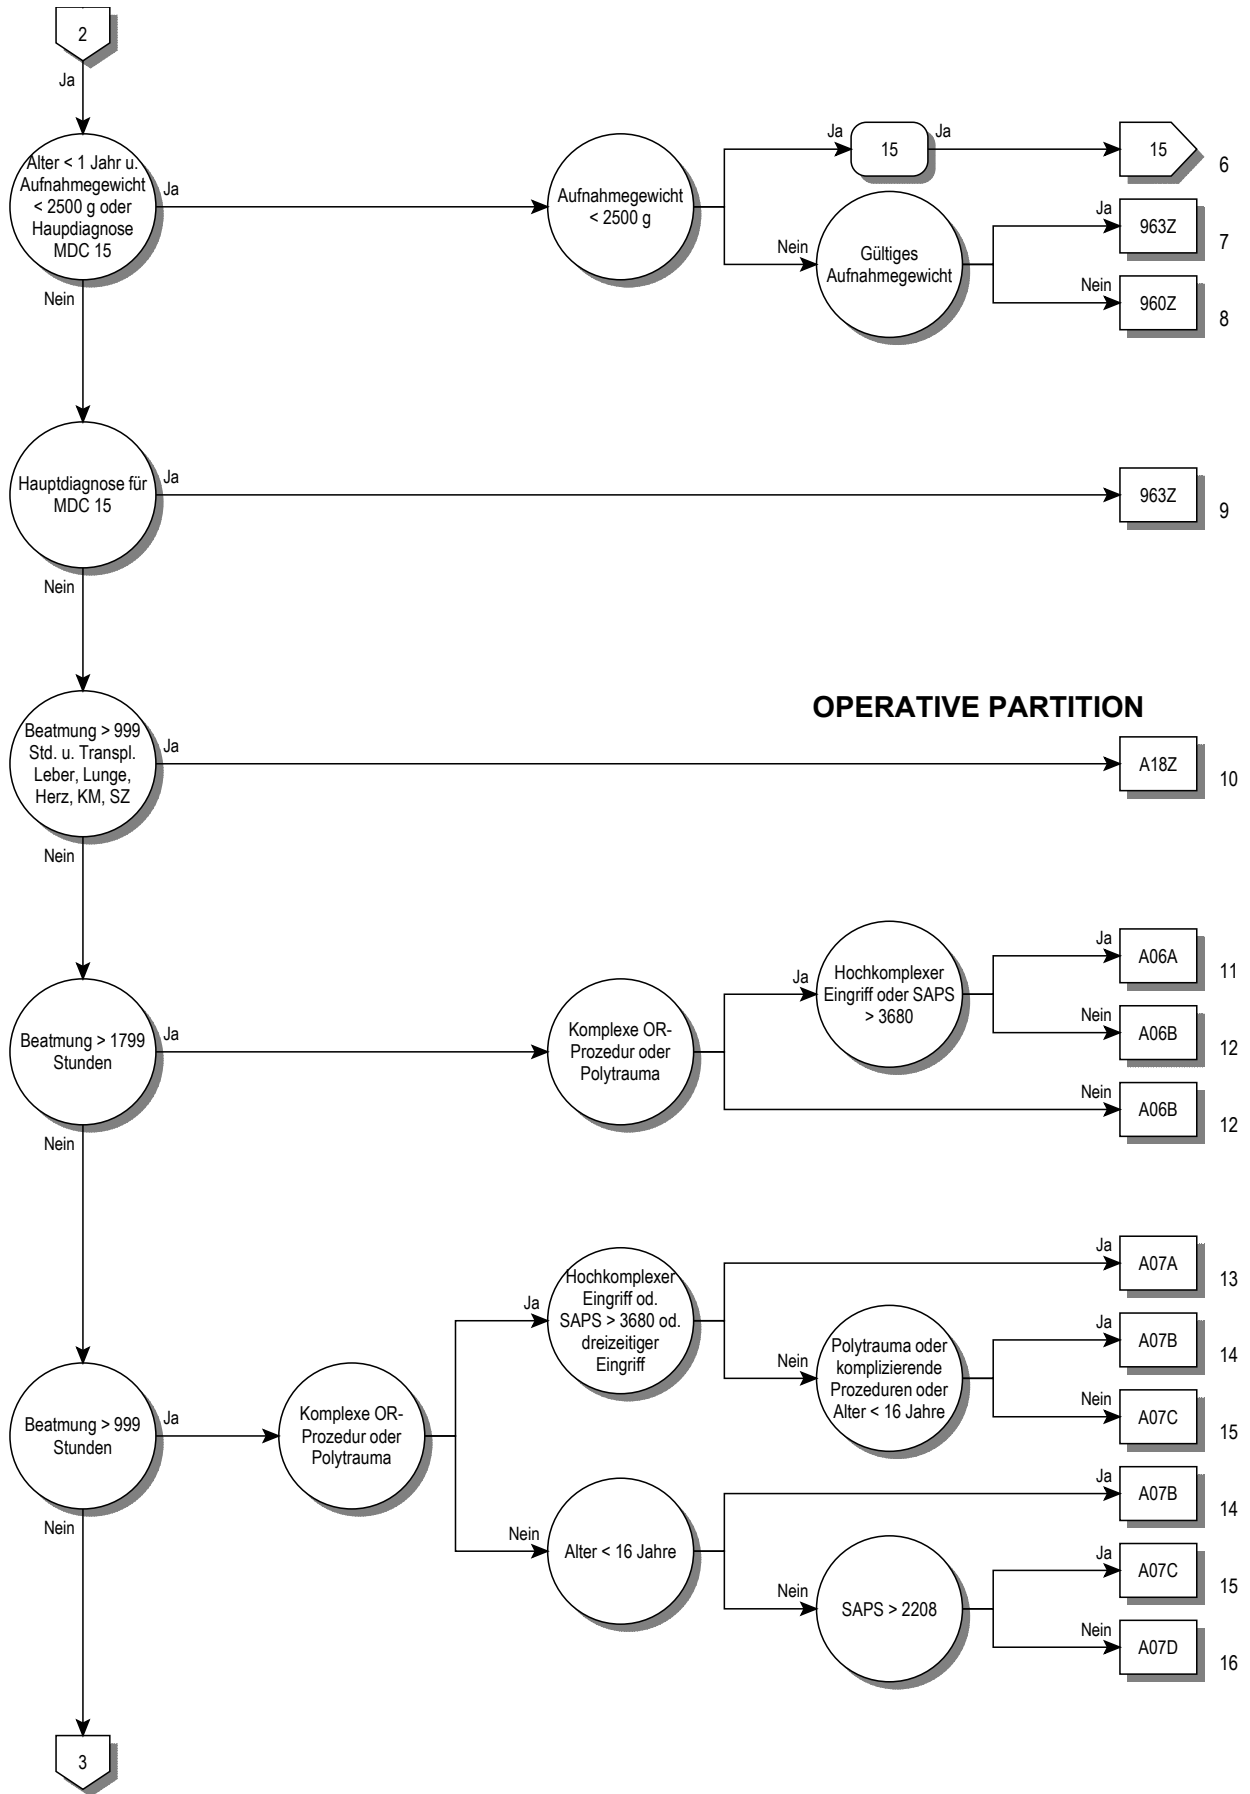 2
Ja
Alter < 1 Jahr u.
Aufnahmegewicht
< 2500 g oder
Haupdiagnose
MDC 15
Ja
Nein
Aufnahmegewicht
< 2500 g
Ja
15
Ja
15
6
Nein
Gültiges
Aufnahmegewicht
Ja
963Z
7
Nein
960Z
8
Hauptdiagnose für
MDC 15
Ja
963Z
9
Nein
OPERATIVE PARTITION
Beatmung > 999
Std. u. Transpl.
Leber, Lunge,
Herz, KM, SZ
Ja
A18Z
10
Nein
Beatmung > 1799
Stunden
Ja
Nein
Komplexe OR-
Prozedur oder
Polytrauma
Ja
Hochkomplexer
Eingriff oder SAPS
> 3680
Ja
A06A
11
Nein
A06B
12
Nein
A06B
12
Beatmung > 999
Stunden
Ja
Nein
Komplexe OR-
Prozedur oder
Polytrauma
Ja
Hochkomplexer
Eingriff od.
SAPS > 3680 od.
dreizeitiger
Eingriff
Ja
A07A
13
Nein
Polytrauma oder
komplizierende
Prozeduren oder
Alter < 16 Jahre
Ja
A07B
14
Nein
A07C
15
Nein
Alter < 16 Jahre
Ja
A07B
14
Nein
SAPS > 2208
Ja
A07C
15
Nein
A07D
16
3